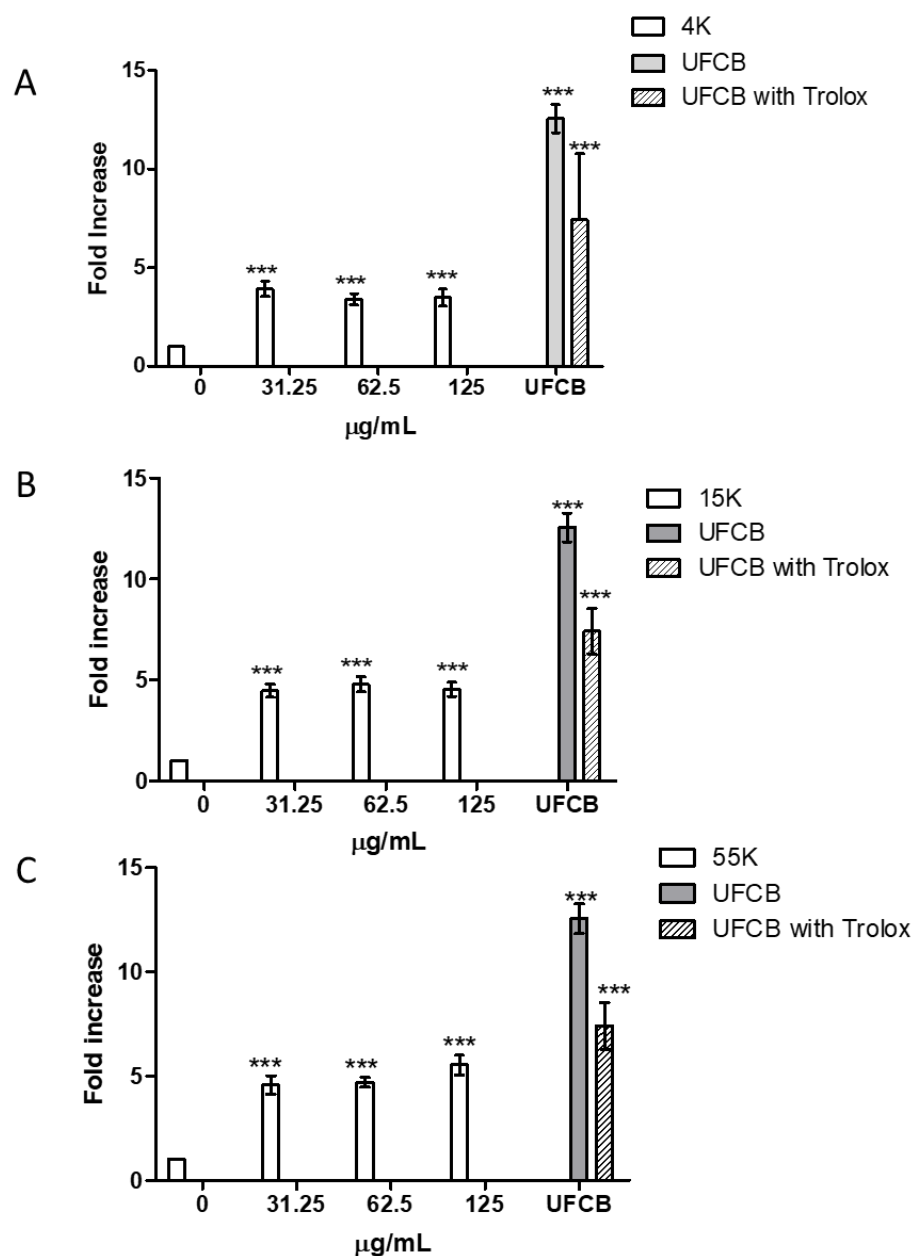 A
4K
UFCB
UFCB with Trolox
Fold Increase
15
10
5
0
***
***
***
***
***
0 31.25 62.5 125 UFCB
μg/mL
B
15K
UFCB
UFCB with Trolox
Fold increase
15
10
5
0
***
***
***
***
***
0 31.25 62.5 125 UFCB
μg/mL
C
55K
UFCB
UFCB with Trolox
Fold increase
15
10
5
0
***
***
***
***
***
0 31.25 62.5 125 UFCB
μg/mL